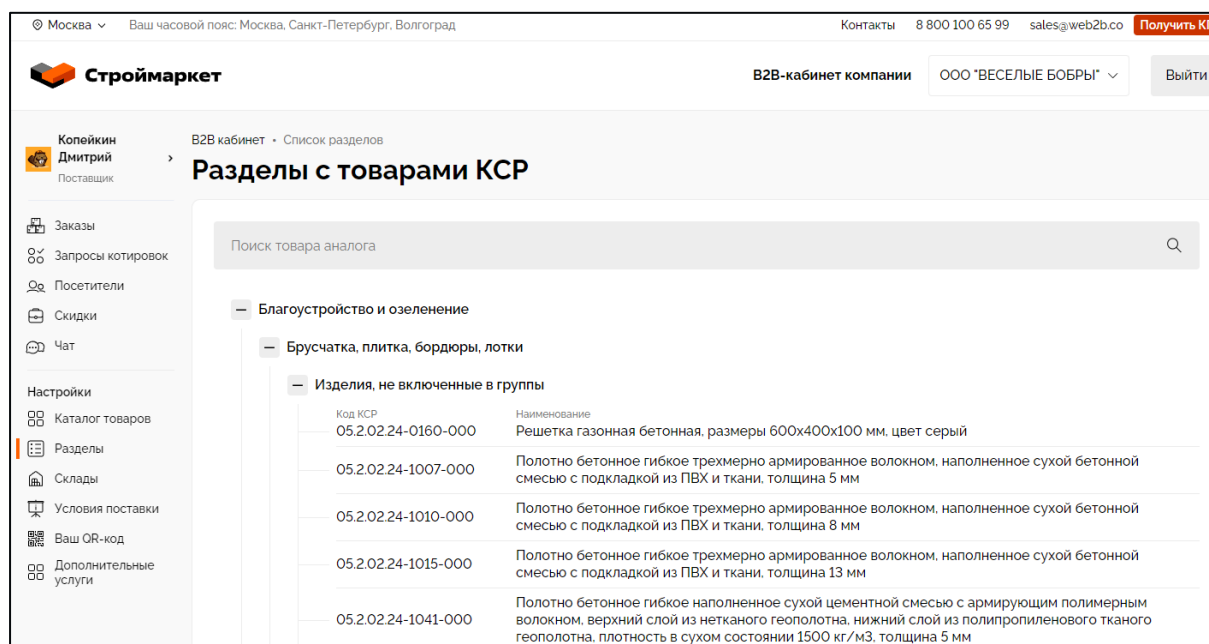 Москва Ваш часовой пояс: Москва, Санкт-Петербург, Волгоград Контакты 8 800 100 65 99 sales@web2b.co Получить К
Строймаркет B2B-кабинет компании ООО "ВЕСЕЛЫЕ БОБРЫ" Выйти
Копейкин
Дмитрий
Поставщик
B2B кабинет • Список разделов
Разделы с товарами КСР
Заказы
Запросы котировок
Посетители
Скидки
Чат
Настройки
Каталог товаров
Разделы
Склады
Условия поставки
Ваш QR-код
Дополнительные
услуги
Поиск товара аналога
Благоустройство и озеленение
Брусчатка, плитка, бордюры, лотки
Изделия, не включенные в группы
Код КСР Наименование
05.2.02.24-0160-000 Решетка газонная бетонная, размеры 600х400х100 мм, цвет серый
05.2.02.24-1007-000 Полотно бетонное гибкое трехмерно армированное волокном, наполненное сухой бетонной
смесью с подкладкой из ПВХ и ткани, толщина 5 мм
05.2.02.24-1010-000 Полотно бетонное гибкое трехмерно армированное волокном, наполненное сухой бетонной
смесью с подкладкой из ПВХ и ткани, толщина 8 мм
05.2.02.24-1015-000 Полотно бетонное гибкое трехмерно армированное волокном, наполненное сухой бетонной
смесью с подкладкой из ПВХ и ткани, толщина 13 мм
05.2.02.24-1041-000 Полотно бетонное гибкое наполненное сухой цементной смесью с армирующим полимерным
волокном, верхний слой из нетканого геополотна, нижний слой из полипропиленового тканого
геополотна, плотность в сухом состоянии 1500 кг/м3, толщина 5 мм